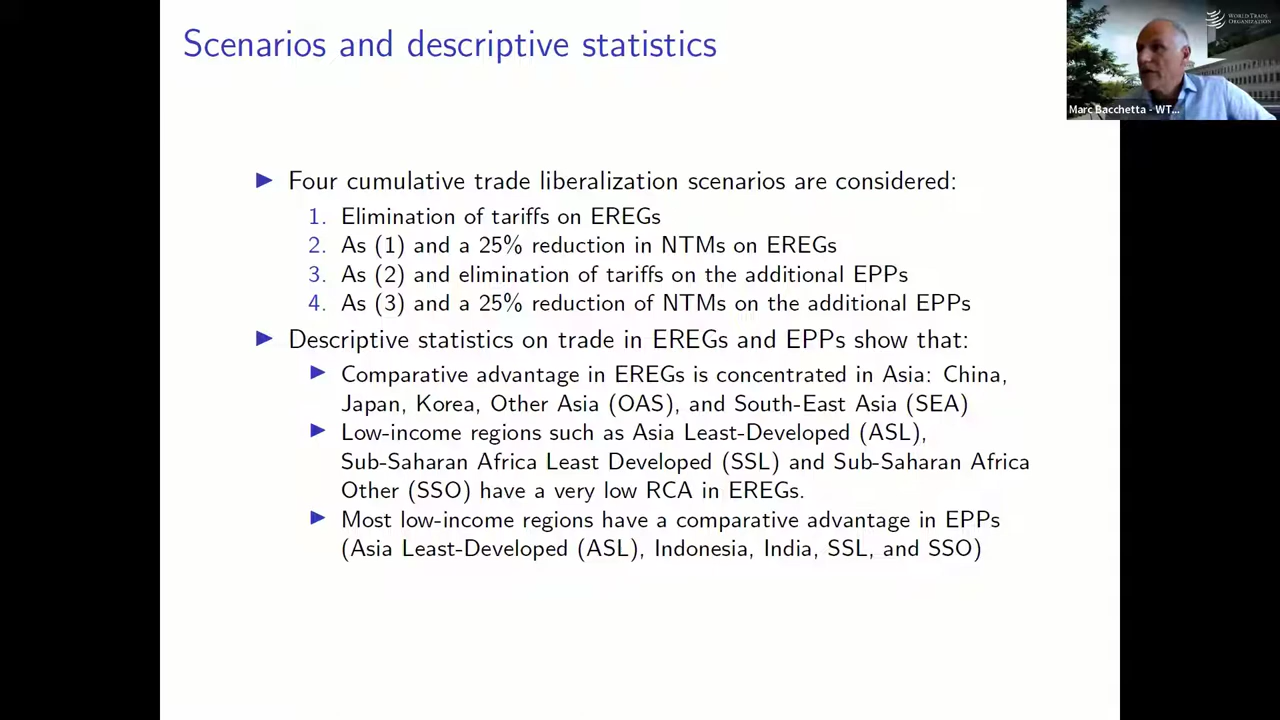 Scenarios and descriptive statistics
WORLD TRADE
ORGANIZATION
Marc Bacchetta - WT...
▶ Four cumulative trade liberalization scenarios are considered:
1. Elimination of tariffs on EREGs
2. As (1) and a 25% reduction in NTMs on EREGs
3. As (2) and elimination of tariffs on the additional EPPs
4. As (3) and a 25% reduction of NTMs on the additional EPPs
▶ Descriptive statistics on trade in EREGs and EPPs show that:
▶ Comparative advantage in EREGs is concentrated in Asia: China,
Japan, Korea, Other Asia (OAS), and South-East Asia (SEA)
▶ Low-income regions such as Asia Least-Developed (ASL),
Sub-Saharan Africa Least Developed (SSL) and Sub-Saharan Africa
Other (SSO) have a very low RCA in EREGs.
▶ Most low-income regions have a comparative advantage in EPPs
(Asia Least-Developed (ASL), Indonesia, India, SSL, and SSO)